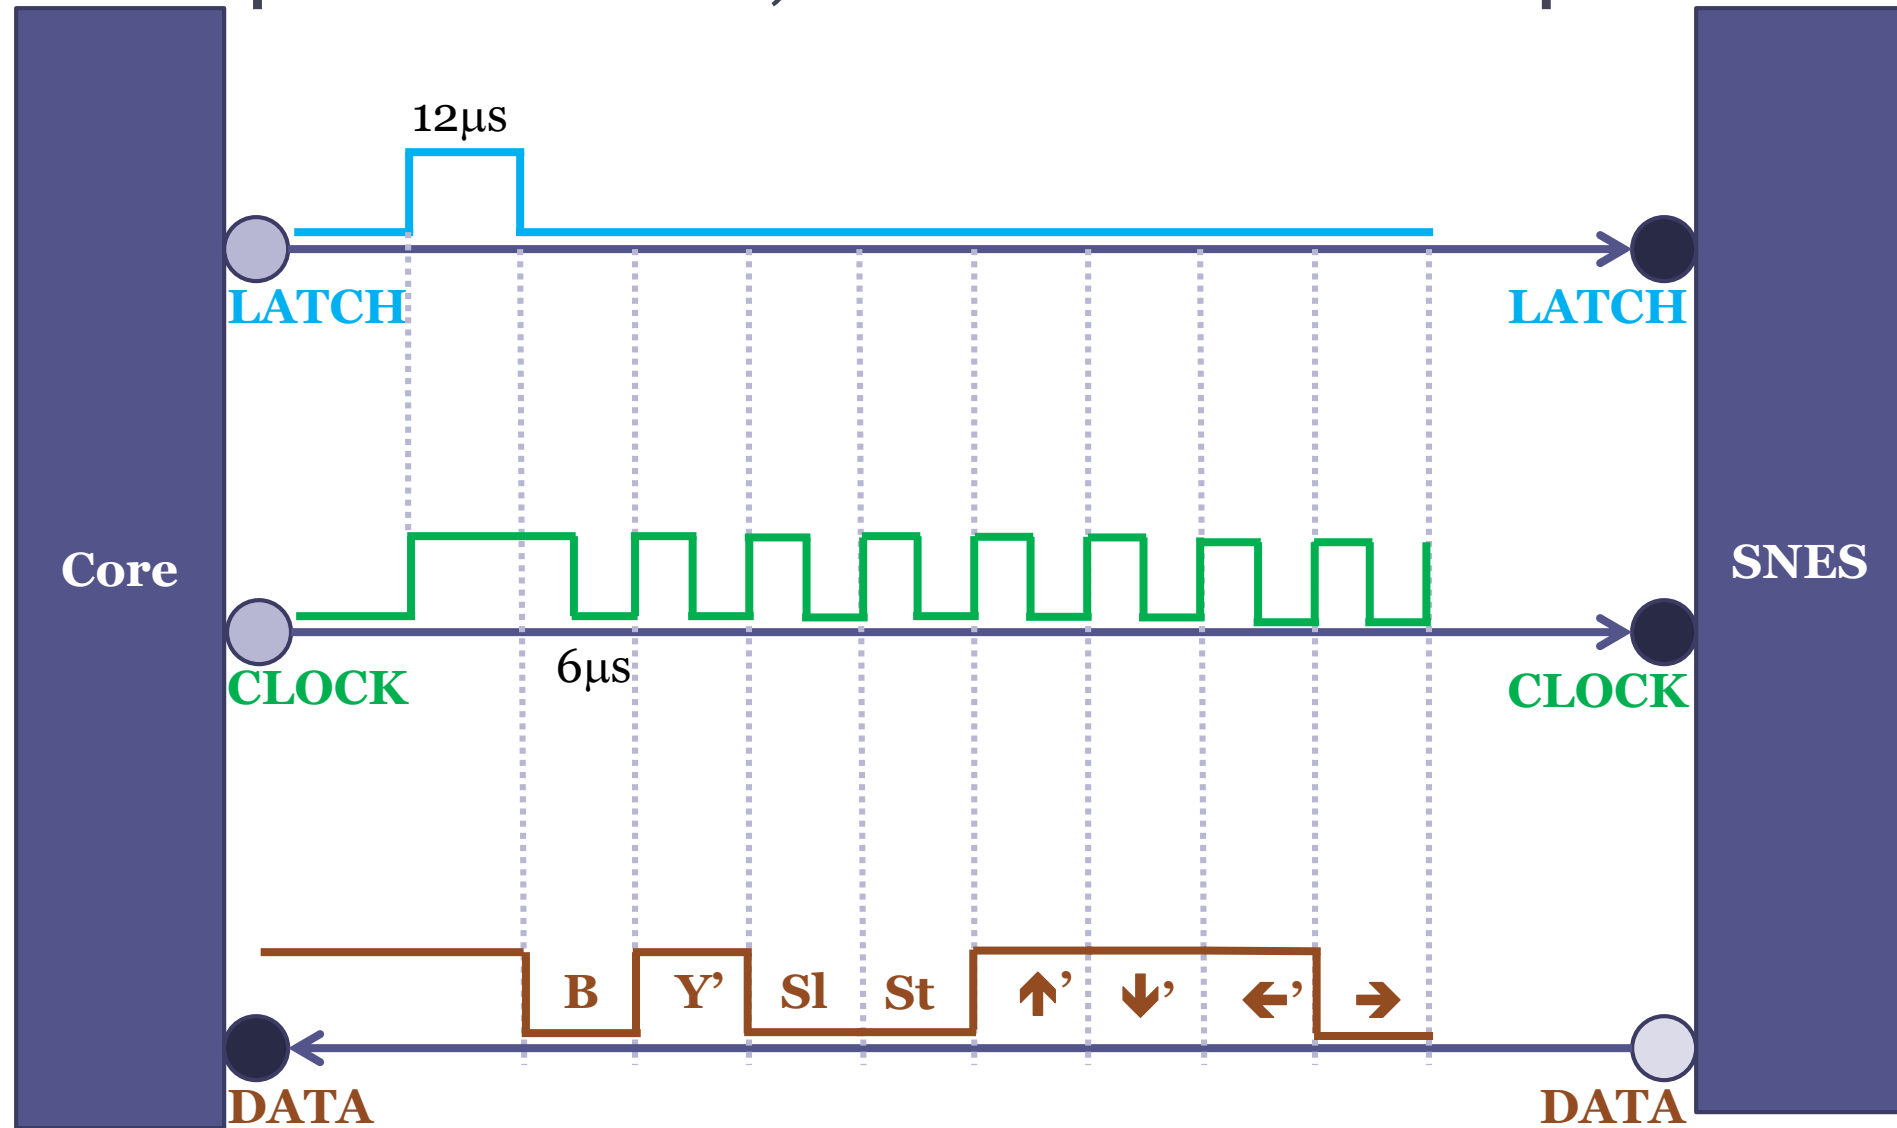 12μs
LATCH
LATCH
Core
SNES
6μs
CLOCK
CLOCK
B Y’ Sl St ↑’ ↓’ ←’ →
DATA
DATA